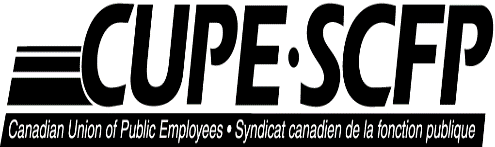 CUPE•SCFP
Canadian Union of Public Employees • Syndicat canadien de la fonction publique